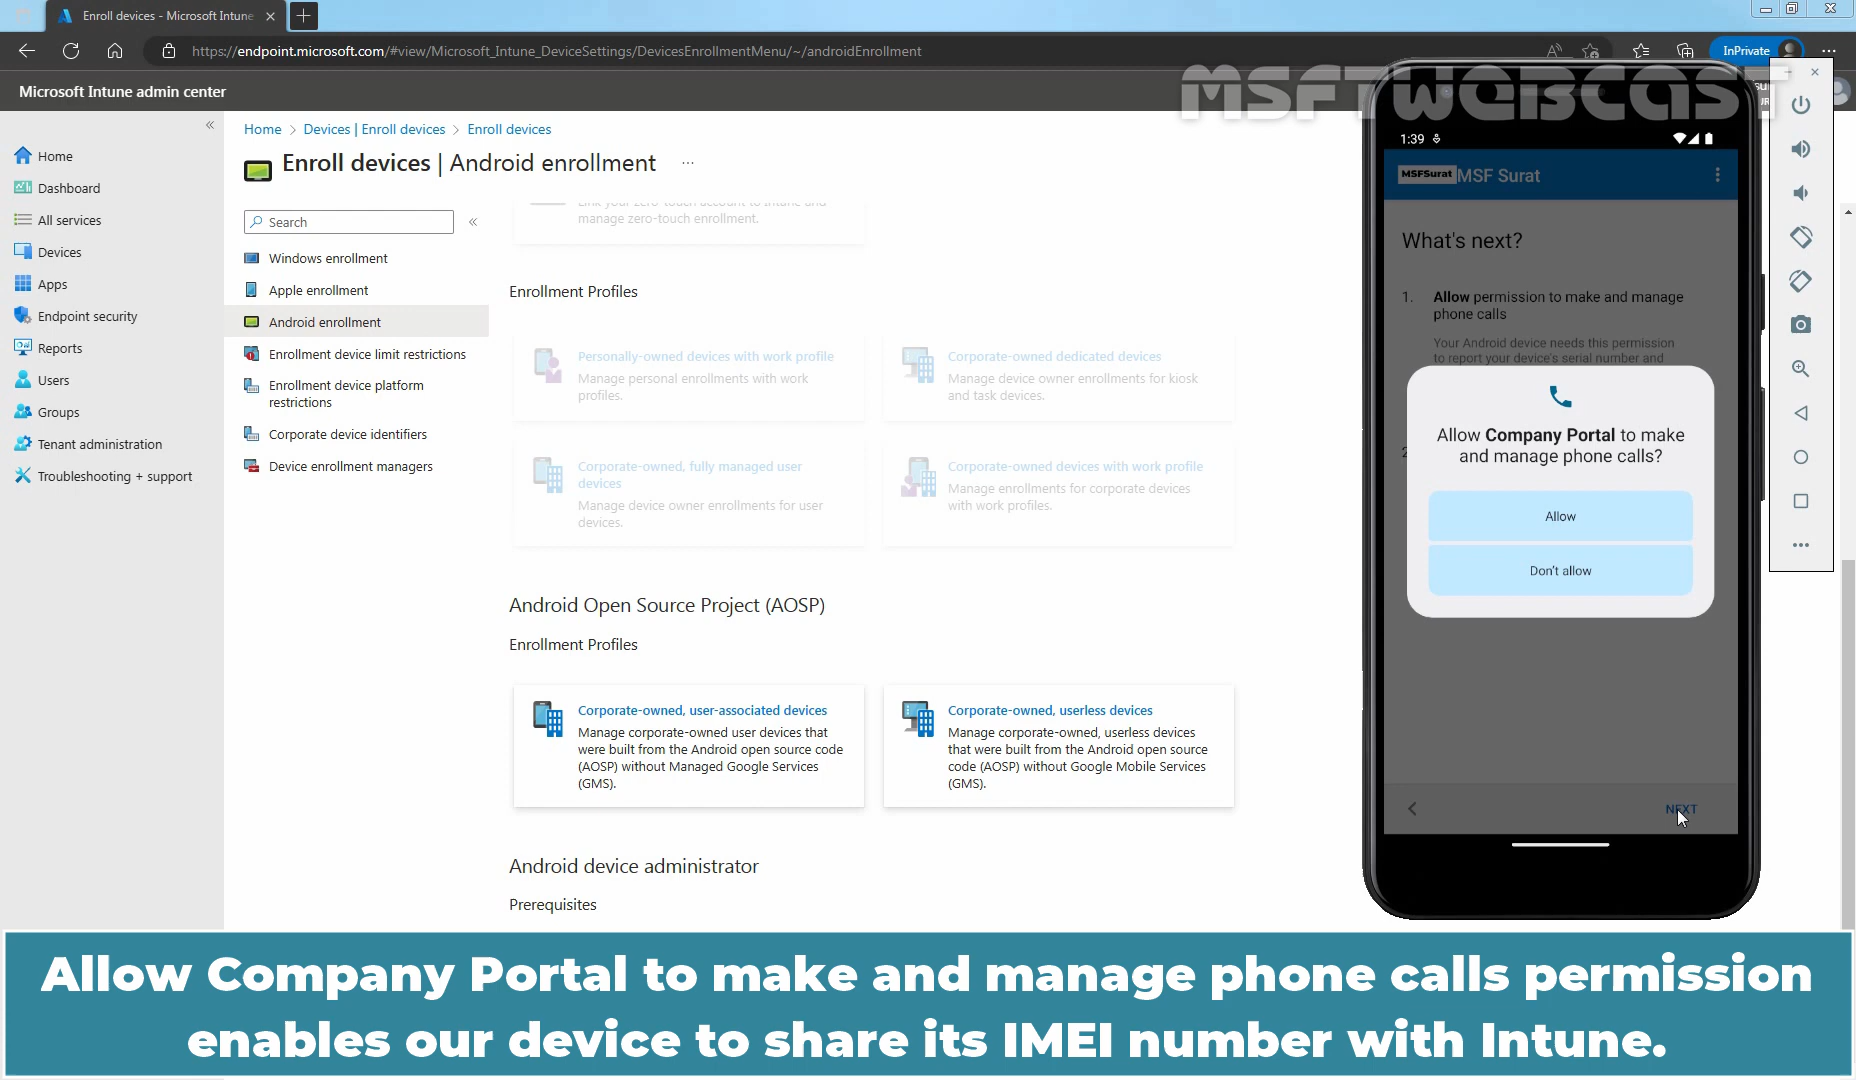 Enroll devices - Microsoft Intune
https://endpoint.microsoft.com/#view/Microsoft_Intune_DeviceSettings/DevicesEnrollmentMenu/~/androidEnrollment
InPrivate
Microsoft Intune admin center
MSFTWEBCAST
Home
Dashboard
All services
Devices
Apps
Endpoint security
Reports
Users
Groups
Tenant administration
Troubleshooting + support
Home > Devices | Enroll devices > Enroll devices
Enroll devices | Android enrollment ...
Search
Windows enrollment
Apple enrollment
Android enrollment
Enrollment device limit restrictions
Enrollment device platform
restrictions
Corporate device identifiers
Device enrollment managers
Link your zero-touch account to Intune and
manage zero-touch enrollment.
Enrollment Profiles
Personally-owned devices with work profile
Manage personal enrollments with work
profiles.
Corporate-owned dedicated devices
Manage device owner enrollments for kiosk
and task devices.
Corporate-owned, fully managed user
devices
Manage device owner enrollments for user
devices.
Corporate-owned devices with work profile
Manage enrollments for corporate devices
with work profiles.
Android Open Source Project (AOSP)
Enrollment Profiles
Corporate-owned, user-associated devices
Manage corporate-owned user devices that
were built from the Android open source code
(AOSP) without Managed Google Services
(GMS).
Corporate-owned, userless devices
Manage corporate-owned, userless devices
that were built from the Android open source
code (AOSP) without Google Mobile Services
(GMS).
Android device administrator
Prerequisites
1:39
MSFSurat MSF Surat
What's next?
1. Allow permission to make and manage
phone calls
Your Android device needs this permission
to report your device's serial number and
Allow Company Portal to make
and manage phone calls?
Allow
Don't allow
2
NEXT
Allow Company Portal to make and manage phone calls permission
enables our device to share its IMEI number with Intune.